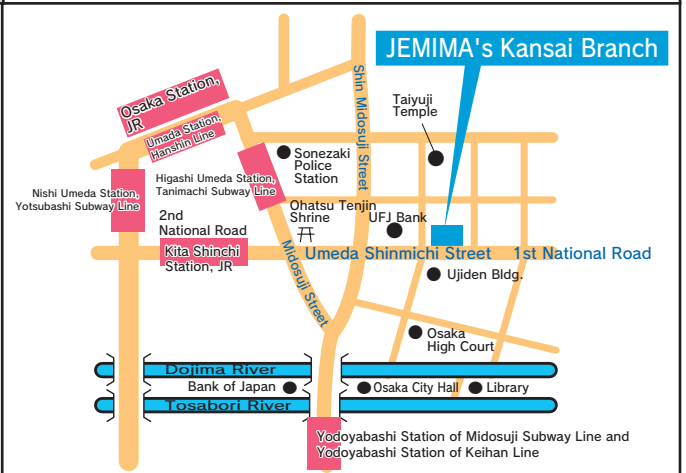 JEMIMA's Kansai Branch
Osaka Station,
JR
Umada Station,
Hanshin Line
Shin Midosuji Street
Taiyuji
Temple
Sonezaki
Police
Station
Nishi Umeda Station,
Yotsubashi Subway Line
Higashi Umeda Station,
Tanimachi Subway Line
2nd
National Road
Ohatsu Tenjin
Shrine
UFJ Bank
Kita Shinchi
Station, JR
Umeda Shinmichi Street 1st National Road
Midosuji Street
Ujiden Bldg.
Osaka
High Court
Dojima River
Bank of Japan
Osaka City Hall
Library
Tosabori River
Yodoyabashi Station of Midosuji Subway Line and
Yodoyabashi Station of Keihan Line